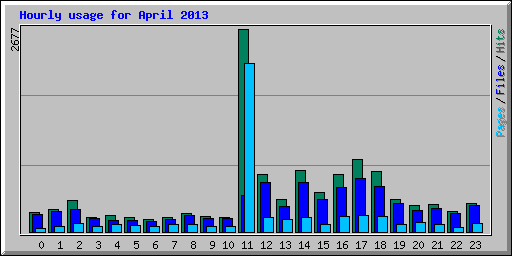 Hourly usage for April 2013
2677
Pages/Files/Hits
0 1 2 3 4 5 6 7 8 9 10 11 12 13 14 15 16 17 18 19 20 21 22 23